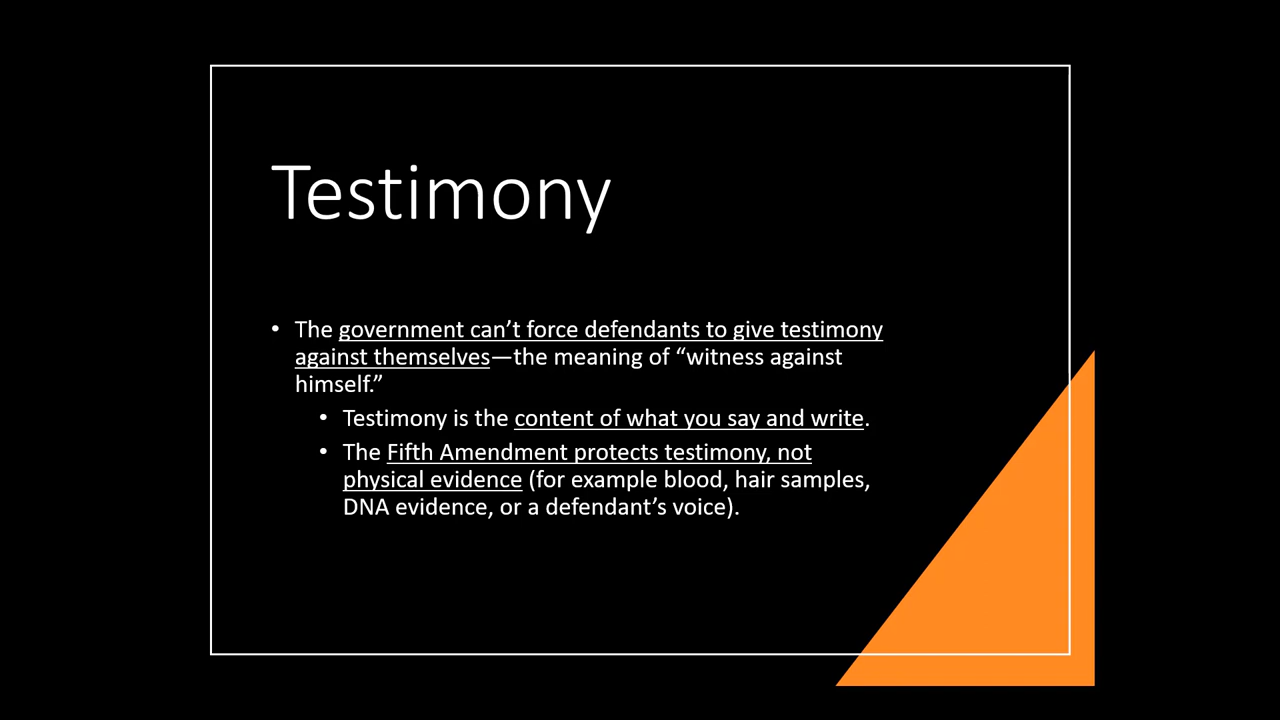 Testimony
• The government can’t force defendants to give testimony
against themselves—the meaning of “witness against
himself.”
• Testimony is the content of what you say and write.
• The Fifth Amendment protects testimony, not
physical evidence (for example blood, hair samples,
DNA evidence, or a defendant’s voice).